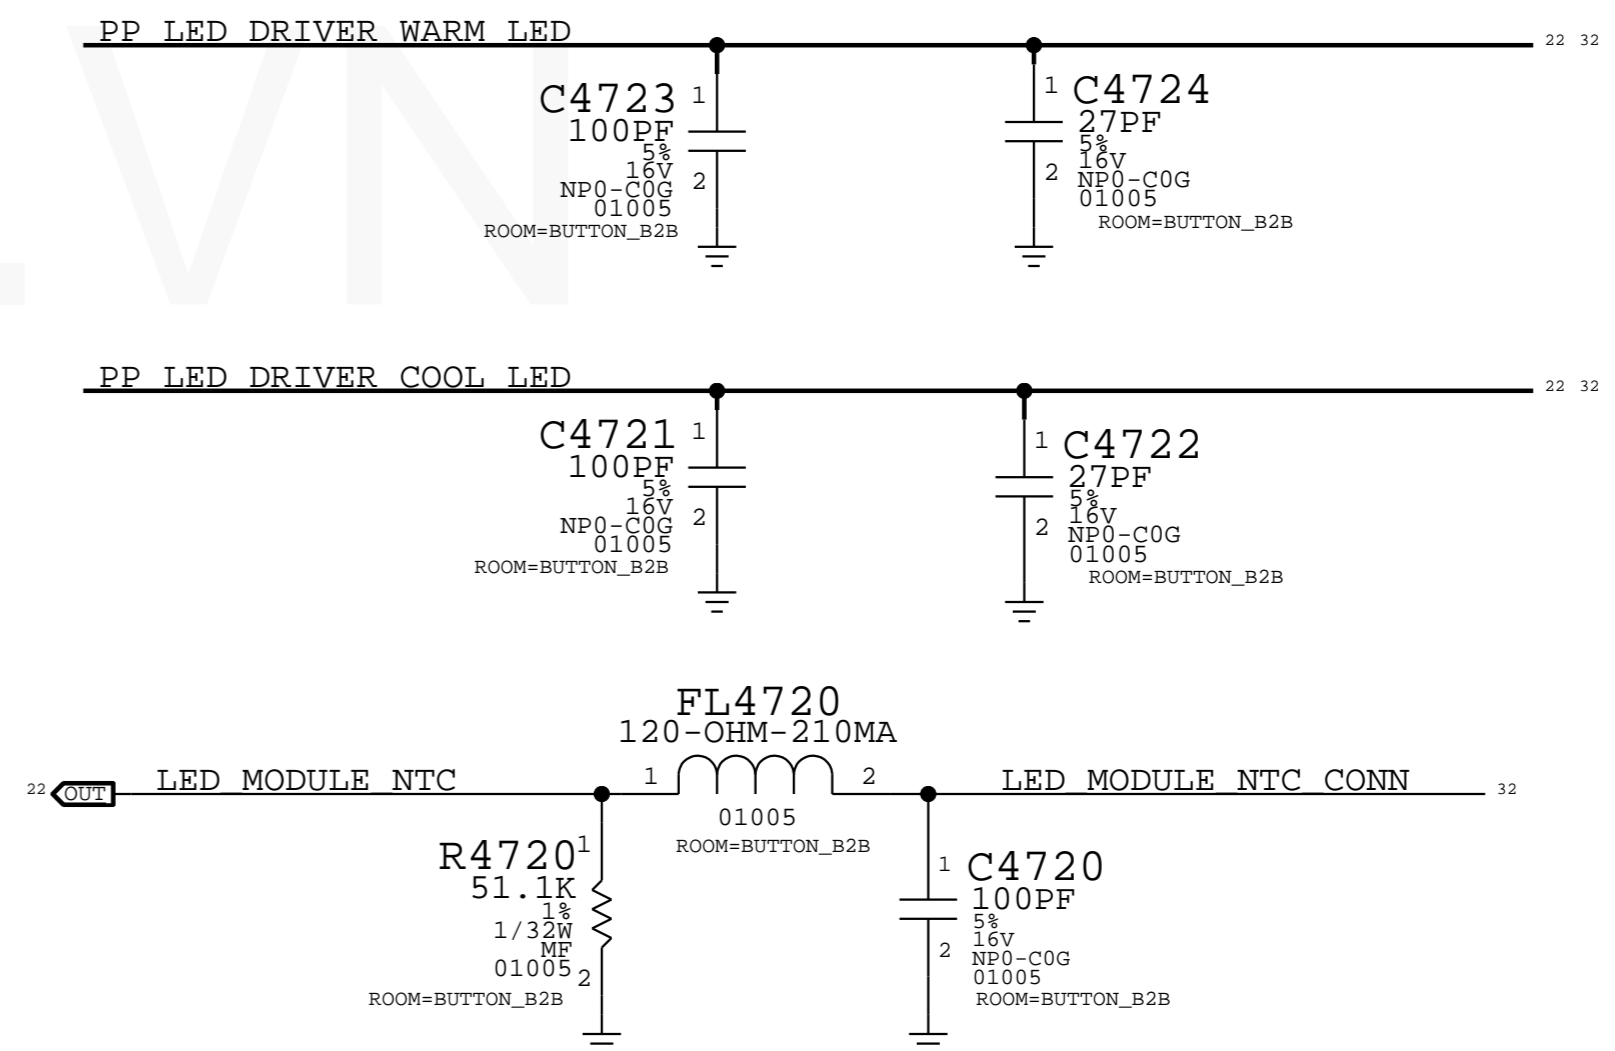 PP_LED_DRIVER_WARM_LED
22 32
C4723
1
100PF
5%
16V
NP0-C0G
2
01005
ROOM=BUTTON_B2B
1
C4724
27PF
5%
16V
2
NP0-C0G
01005
ROOM=BUTTON_B2B
VN
PP_LED_DRIVER_COOL_LED
22 32
C4721
1
100PF
5%
16V
NP0-C0G
2
01005
ROOM=BUTTON_B2B
1
C4722
27PF
5%
16V
2
NP0-C0G
01005
ROOM=BUTTON_B2B
FL4720
120-OHM-210MA
22
OUT
LED_MODULE_NTC
1
2
LED_MODULE_NTC_CONN
32
01005
ROOM=BUTTON_B2B
R4720
1
51.1K
1%
1/32W
MF
01005
2
ROOM=BUTTON_B2B
1
C4720
100PF
5%
16V
2
NP0-C0G
01005
ROOM=BUTTON_B2B